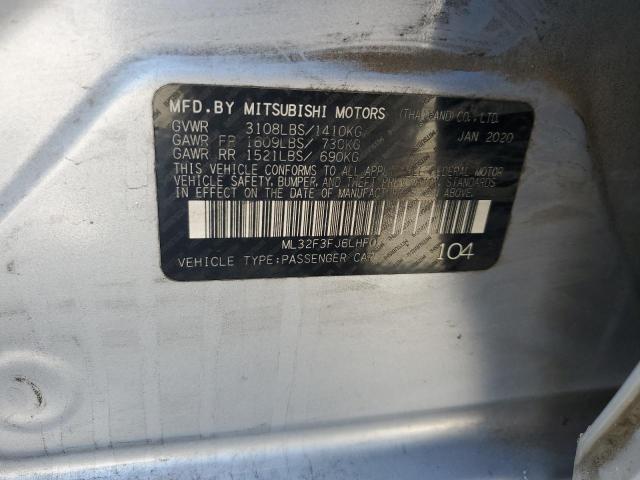 MFD.BY MITSUBISHI MOTORS (THAILAND) CO., LTD.
GVWR 3108LBS/1410KG JAN 2020
GAWR FR 1609LBS/ 730KG
GAWR RR 1521LBS/ 690KG
THIS VEHICLE CONFORMS TO ALL APPLICABLE FEDERAL MOTOR
VEHICLE SAFETY, BUMPER, AND THEFT PREVENTION STANDARDS
IN EFFECT ON THE DATE OF MANUFACTURE SHOWN ABOVE.
ML32F3FJ6LHF0
VEHICLE TYPE:PASSENGER CAR 104